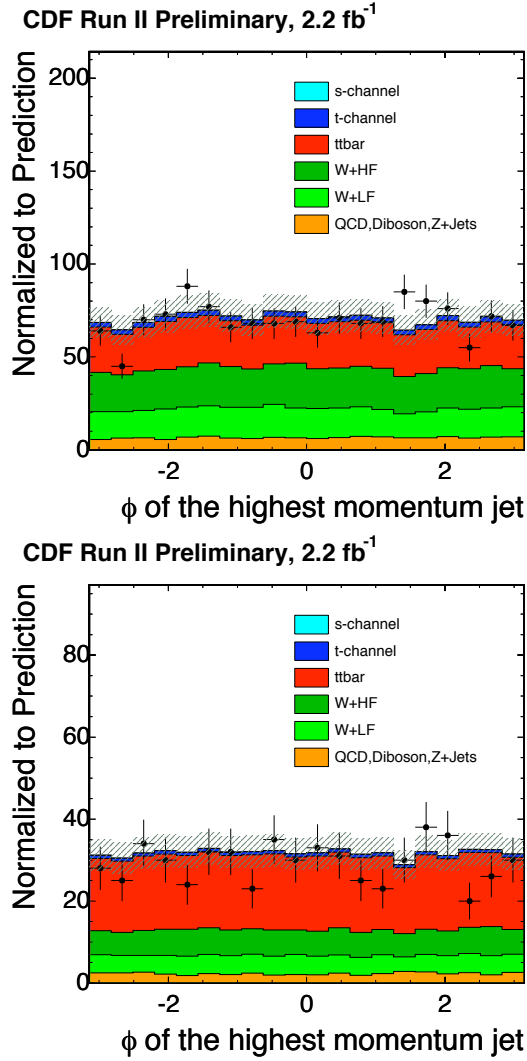 CDF Run II Preliminary, 2.2 fb-1
Normalized to Prediction
200
150
100
50
0
s-channel
t-channel
ttbar
W+HF
W+LF
QCD,Diboson,Z+Jets
-2 0 2
ϕ of the highest momentum jet
CDF Run II Preliminary, 2.2 fb-1
Normalized to Prediction
80
60
40
20
0
s-channel
t-channel
ttbar
W+HF
W+LF
QCD,Diboson,Z+Jets
-2 0 2
ϕ of the highest momentum jet